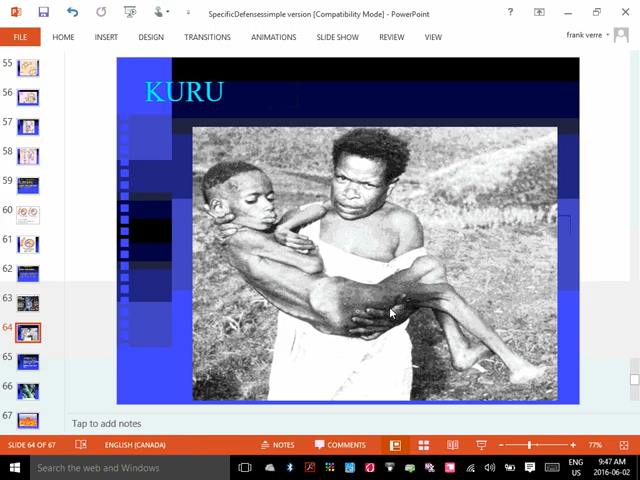 SpecificDefensessimple version [Compatibility Mode] - PowerPoint
?
FILE HOME INSERT DESIGN TRANSITIONS ANIMATIONS SLIDE SHOW REVIEW VIEW
frank verre
55
56
57
58
59
60
61
62
63
64
65
66
67
KURU
Tap to add notes
SLIDE 64 OF 67 ENGLISH (CANADA) NOTES COMMENTS 77%
Search the web and Windows
ENG 9:47 AM
US 2016-06-02